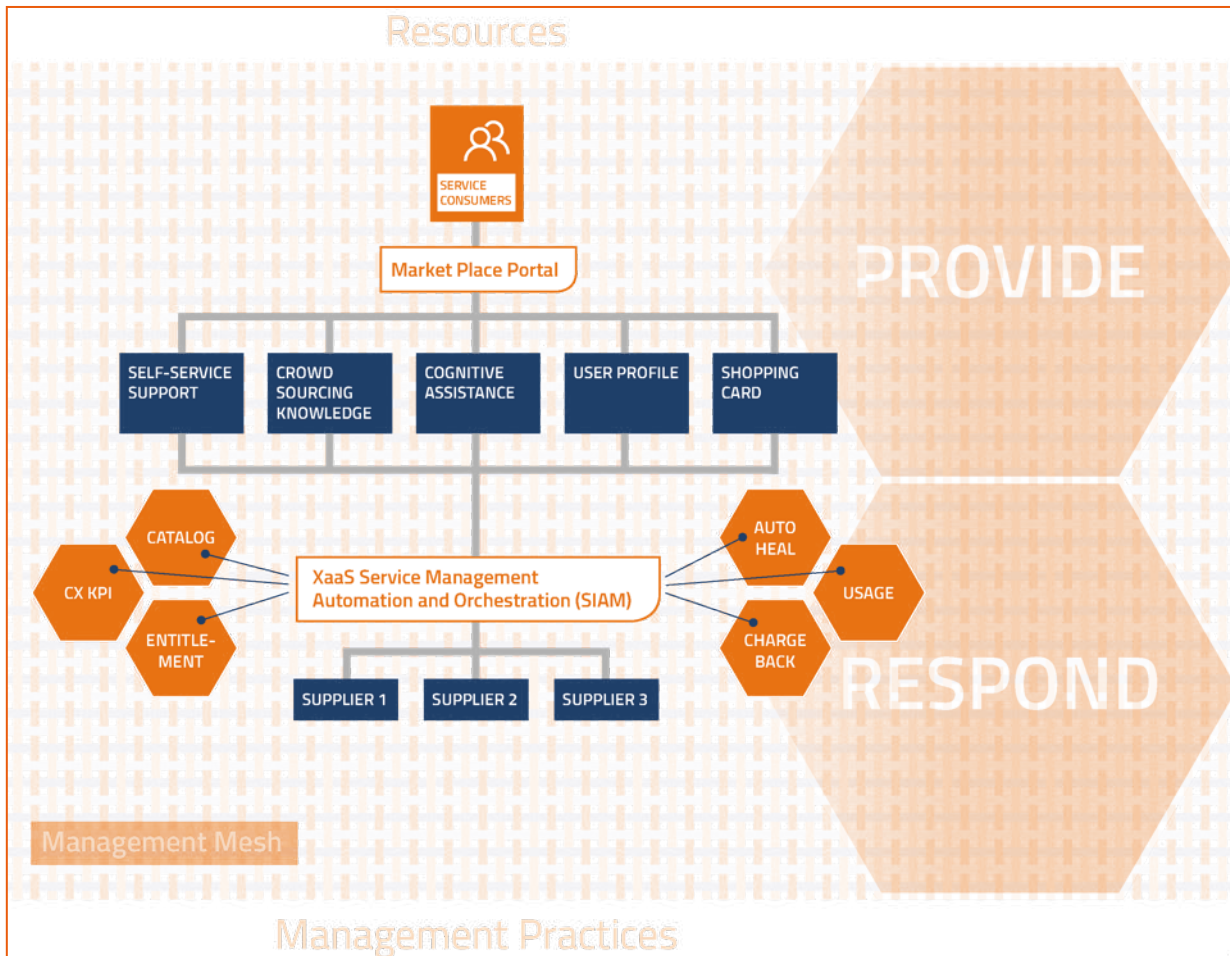 Resources
SERVICE
CONSUMERS
Market Place Portal
PROVIDE
SELF-SERVICE
SUPPORT
CROWD
SOURCING
KNOWLEDGE
COGNITIVE
ASSISTANCE
USER PROFILE
SHOPPING
CARD
CATALOG
CX KPI
ENTITLE-
MENT
XaaS Service Management
Automation and Orchestration (SIAM)
AUTO
HEAL
USAGE
CHARGE
BACK
RESPOND
SUPPLIER 1
SUPPLIER 2
SUPPLIER 3
Management Mesh
Management Practices